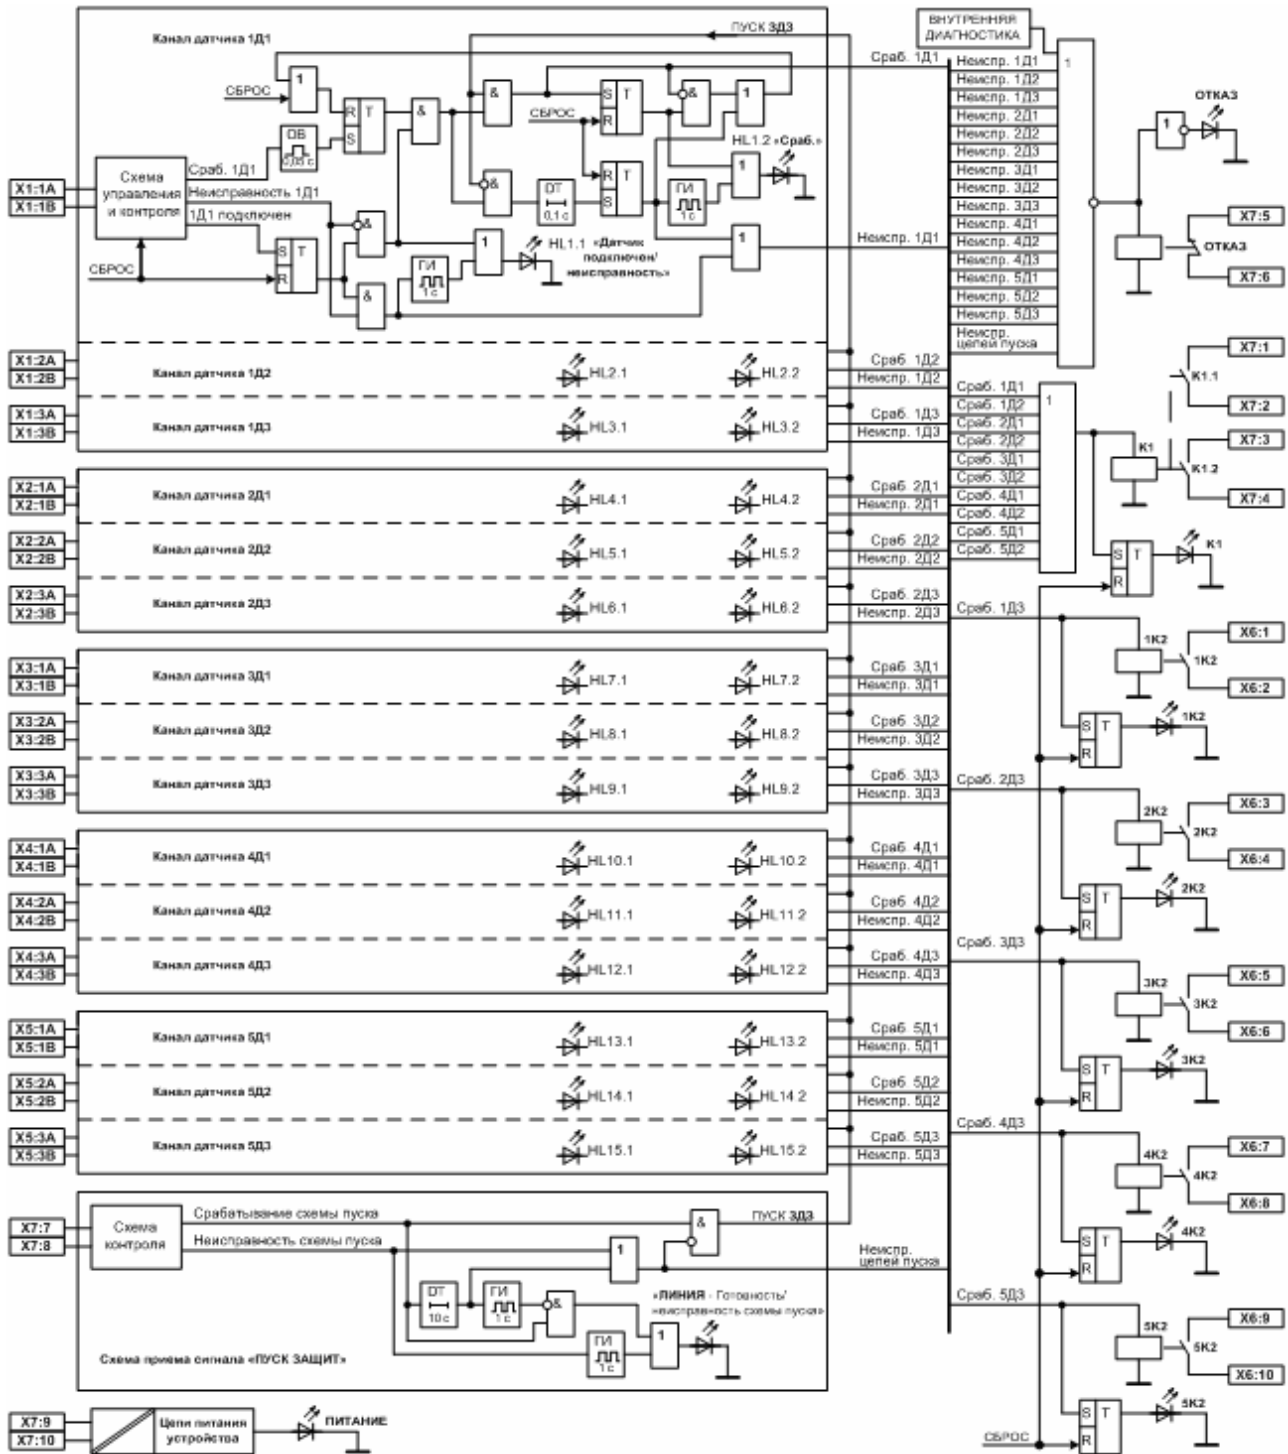 Канал датчика 1Д1
ПУСК ЗДЗ
СБРОС
1
R T
S
&
&
S T
R
&
1
СБРОС
HL1.2 «Сраб.»
ОВ
0,05 с
Сраб. 1Д1
Схема
управления
и контроля
X1:1A
X1:1B
Неисправность 1Д1
1Д1 подключен
&
DT
0,1 с
R T
S
ГИ
1 с
1
СБРОС
S T
R
&
&
ГИ
1 с
1
HL1.1 «Датчик
подключен/
неисправность»
1
Сраб. 1Д1
Неиспр. 1Д1
X1:2A
X1:2B
Канал датчика 1Д2
HL2.1
HL2.2
Сраб. 1Д2
Неиспр. 1Д2
X1:3A
X1:3B
Канал датчика 1Д3
HL3.1
HL3.2
Сраб. 1Д3
Неиспр. 1Д3
X2:1A
X2:1B
Канал датчика 2Д1
HL4.1
HL4.2
Сраб. 2Д1
Неиспр. 2Д1
X2:2A
X2:2B
Канал датчика 2Д2
HL5.1
HL5.2
Сраб. 2Д2
Неиспр. 2Д2
X2:3A
X2:3B
Канал датчика 2Д3
HL6.1
HL6.2
Сраб. 2Д3
Неиспр. 2Д3
X3:1A
X3:1B
Канал датчика 3Д1
HL7.1
HL7.2
Сраб. 3Д1
Неиспр. 3Д1
X3:2A
X3:2B
Канал датчика 3Д2
HL8.1
HL8.2
Сраб. 3Д2
Неиспр. 3Д2
X3:3A
X3:3B
Канал датчика 3Д3
HL9.1
HL9.2
Сраб. 3Д3
Неиспр. 3Д3
X4:1A
X4:1B
Канал датчика 4Д1
HL10.1
HL10.2
Сраб. 4Д1
Неиспр. 4Д1
X4:2A
X4:2B
Канал датчика 4Д2
HL11.1
HL11.2
Сраб. 4Д2
Неиспр. 4Д2
X4:3A
X4:3B
Канал датчика 4Д3
HL12.1
HL12.2
Сраб. 4Д3
Неиспр. 4Д3
X5:1A
X5:1B
Канал датчика 5Д1
HL13.1
HL13.2
Сраб. 5Д1
Неиспр. 5Д1
X5:2A
X5:2B
Канал датчика 5Д2
HL14.1
HL14.2
Сраб. 5Д2
Неиспр. 5Д2
X5:3A
X5:3B
Канал датчика 5Д3
HL15.1
HL15.2
Сраб. 5Д3
Неиспр. 5Д3
X7:7
X7:8
Схема
контроля
Срабатывание схемы пуска
Неисправность схемы пуска
&
ПУСК ЗДЗ
1
Неиспр.
цепей пуска
DT
10 с
ГИ
1 с
&
ГИ
1 с
1
«ЛИНИЯ - Готовность/
неисправность схемы пуска»
Схема приема сигнала «ПУСК ЗАЩИТ»
X7:9
X7:10
Цепи питания
устройства
ПИТАНИЕ
ВНУТРЕННЯЯ
ДИАГНОСТИКА
Неиспр. 1Д1
Неиспр. 1Д2
Неиспр. 1Д3
Неиспр. 2Д1
Неиспр. 2Д2
Неиспр. 2Д3
Неиспр. 3Д1
Неиспр. 3Д2
Неиспр. 3Д3
Неиспр. 4Д1
Неиспр. 4Д2
Неиспр. 4Д3
Неиспр. 5Д1
Неиспр. 5Д2
Неиспр. 5Д3
Неиспр.
цепей пуска
1
1
ОТКАЗ
ОТКАЗ
X7:5
X7:6
Сраб. 1Д1
Сраб. 1Д2
Сраб. 2Д1
Сраб. 2Д2
Сраб. 3Д1
Сраб. 3Д2
Сраб. 4Д1
Сраб. 4Д2
Сраб. 5Д1
Сраб. 5Д2
1
K1
K1.1
K1.2
X7:1
X7:2
X7:3
X7:4
S T
R
K1
Сраб. 1Д3
1K2
1K2
X6:1
X6:2
S T
R
1K2
Сраб. 2Д3
2K2
2K2
X6:3
X6:4
S T
R
2K2
Сраб. 3Д3
3K2
3K2
X6:5
X6:6
S T
R
3K2
Сраб. 4Д3
4K2
4K2
X6:7
X6:8
S T
R
4K2
Сраб. 5Д3
5K2
5K2
X6:9
X6:10
S T
R
5K2
СБРОС